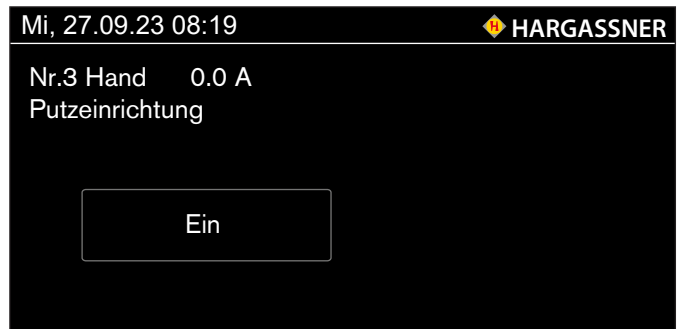 Mi, 27.09.23 08:19 H HARGASSNER
Nr.3 Hand 0.0 A
Putzeinrichtung
Ein